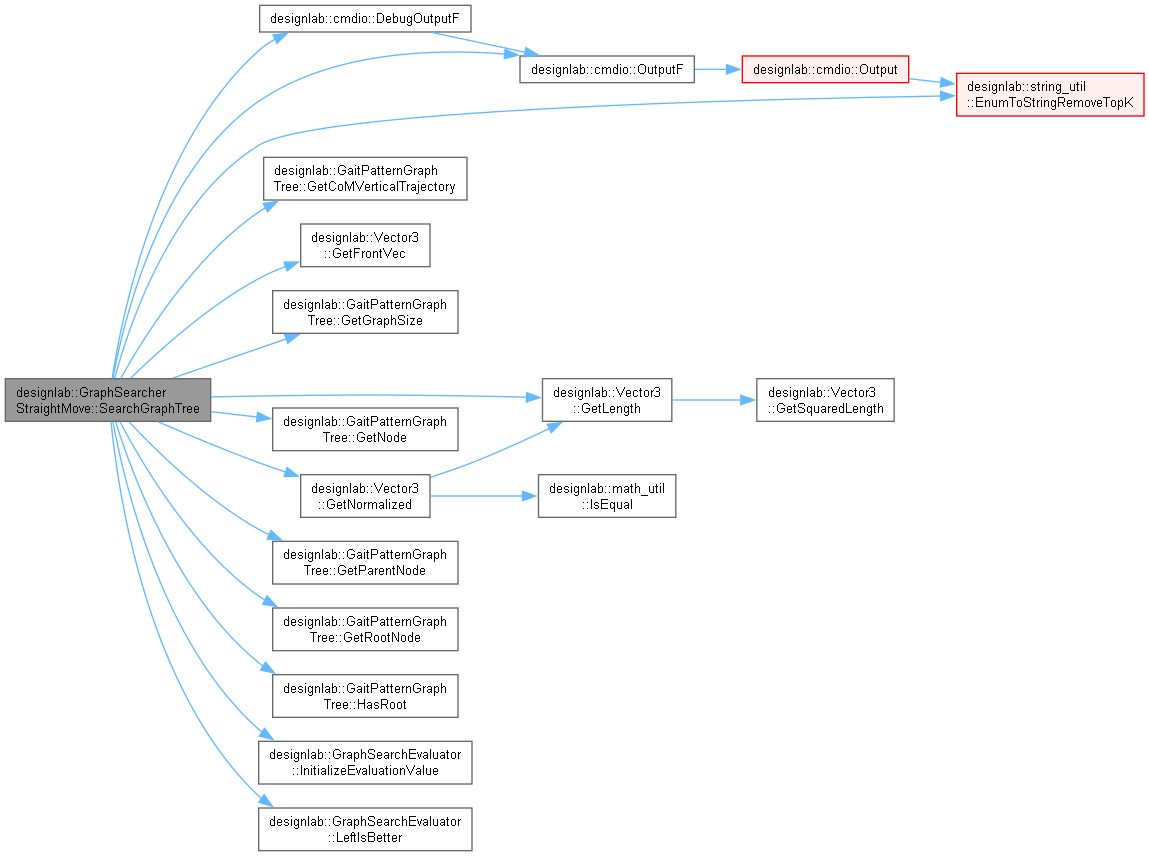 designlab::cmdio::DebugOutputF
designlab::cmdio::OutputF
designlab::cmdio::Output
designlab::string_util
::EnumToStringRemoveTopK
designlab::GaitPatternGraph
Tree::GetCoMVerticalTrajectory
designlab::Vector3
::GetFrontVec
designlab::GaitPatternGraph
Tree::GetGraphSize
designlab::GraphSearcher
StraightMove::SearchGraphTree
designlab::Vector3
::GetLength
designlab::Vector3
::GetSquaredLength
designlab::GaitPatternGraph
Tree::GetNode
designlab::Vector3
::GetNormalized
designlab::math_util
::IsEqual
designlab::GaitPatternGraph
Tree::GetParentNode
designlab::GaitPatternGraph
Tree::GetRootNode
designlab::GaitPatternGraph
Tree::HasRoot
designlab::GraphSearchEvaluator
::InitializeEvaluationValue
designlab::GraphSearchEvaluator
::LeftIsBetter